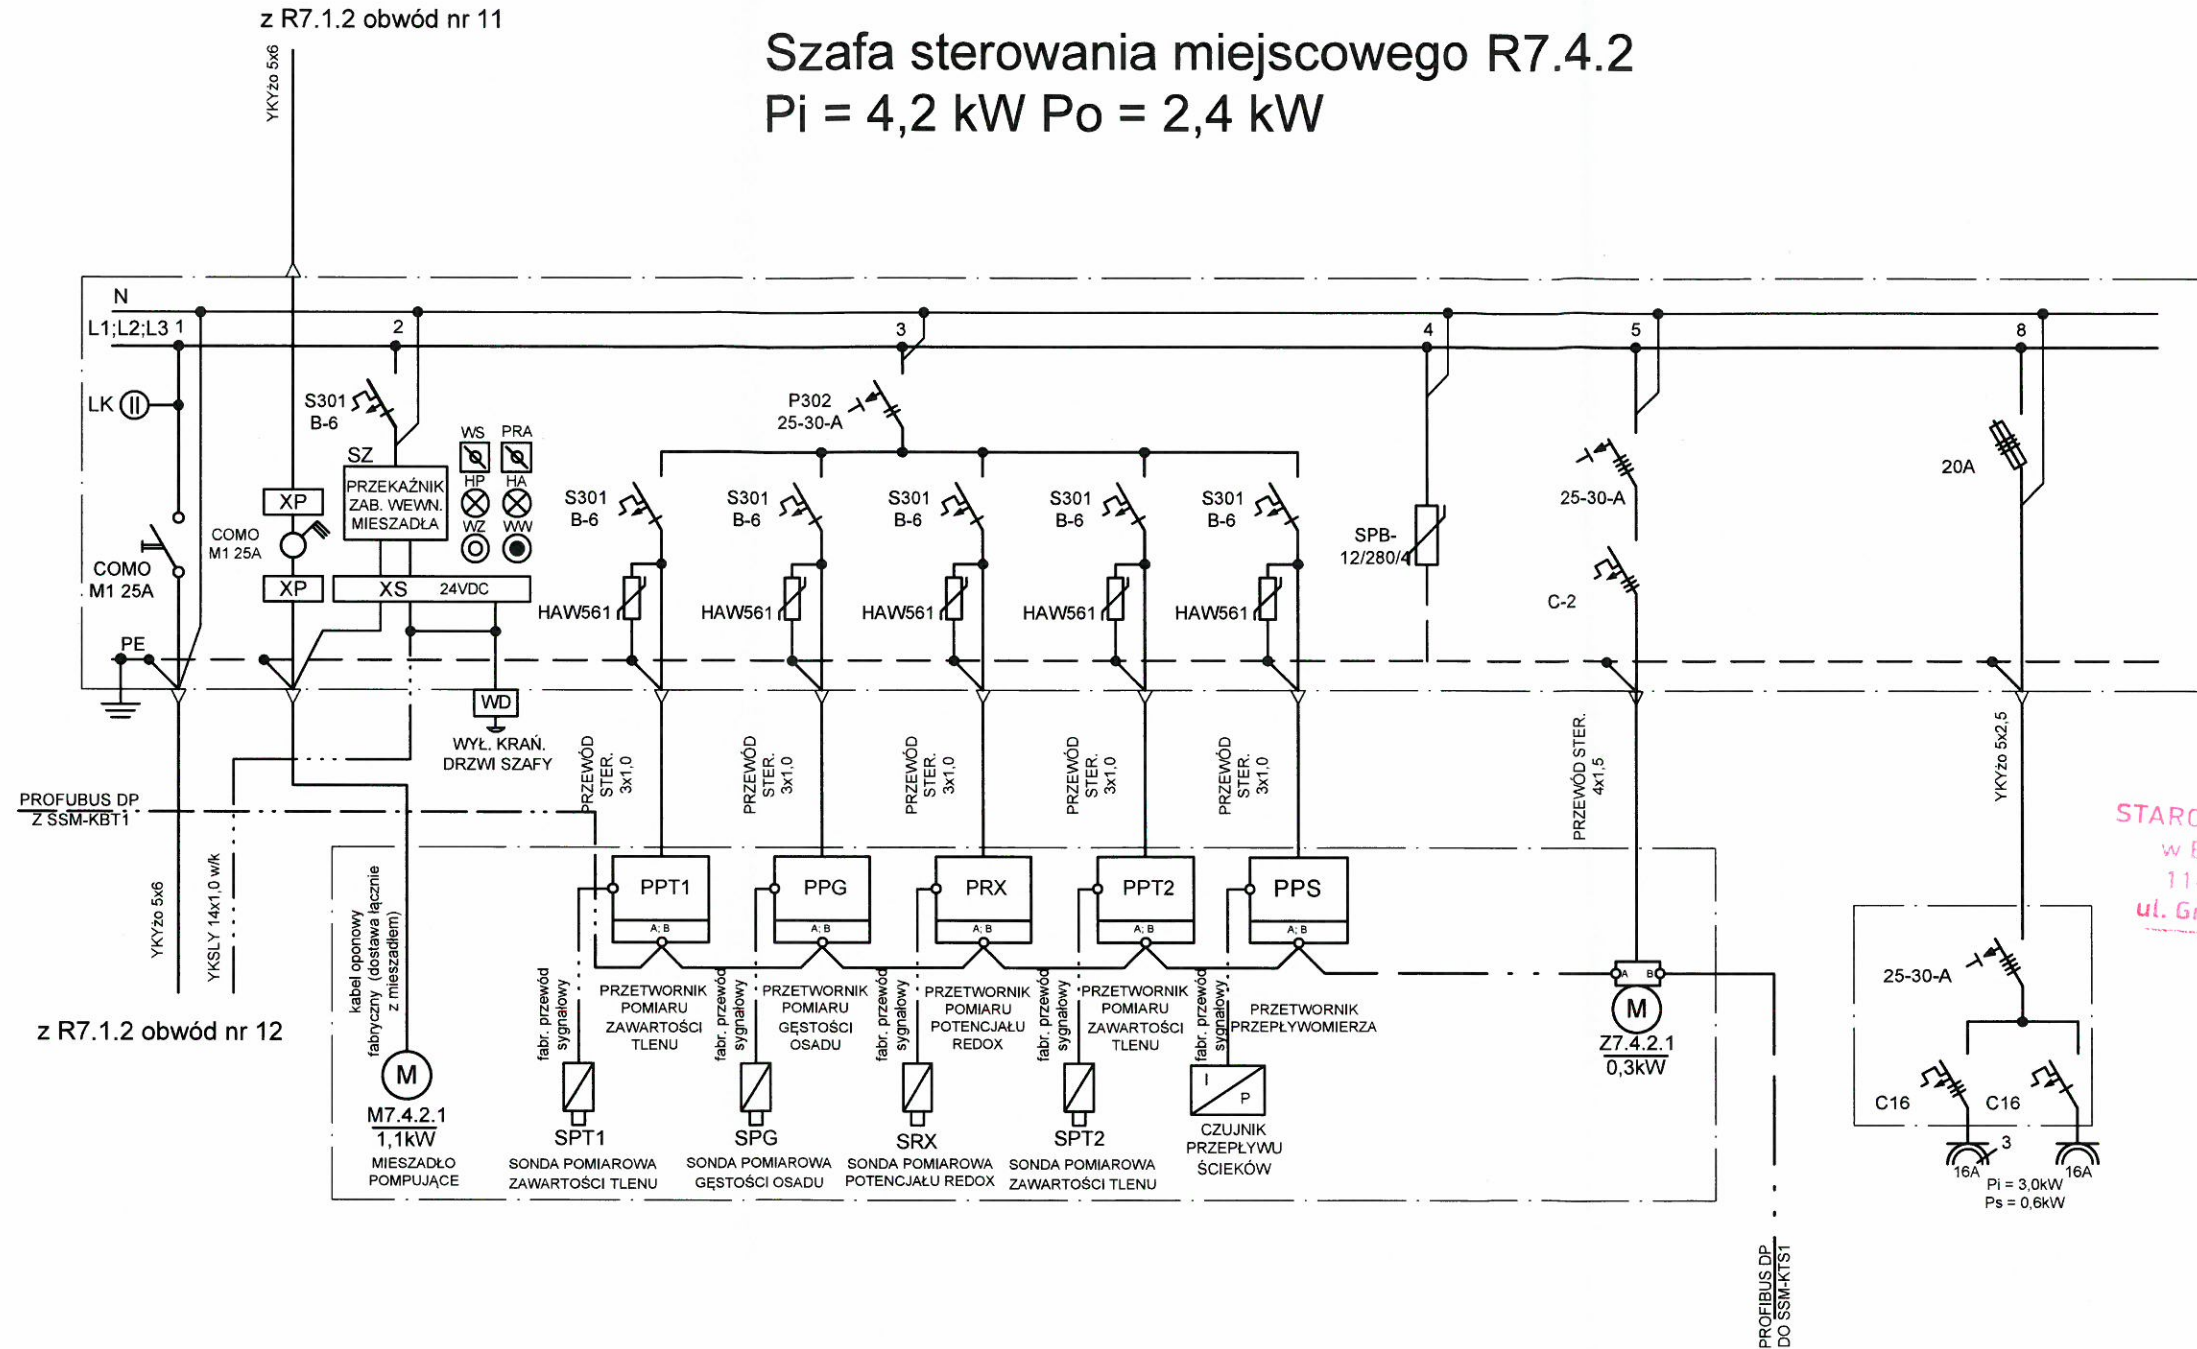 z R7.1.2 obwód nr 11
YKYżo 5x6
Szafa sterowania miejscowego R7.4.2
Pi = 4,2 kW Po = 2,4 kW
N
L1;L2;L3 1
2
3
4
5
8
LK
COMO
M1 25A
PE
XP
COMO
M1 25A
XP
S301
B-6
SZ
PRZEKAŹNIK
ZAB. WEWN.
MIESZADŁA
WS
PRA
HP
HA
WZ
WW
XS 24VDC
WD
WYŁ. KRAŃ.
DRZWI SZAFY
P302
25-30-A
S301
B-6
S301
B-6
S301
B-6
S301
B-6
S301
B-6
HAW561
HAW561
HAW561
HAW561
HAW561
SPB-
12/280/4
25-30-A
C-2
20A
PRZEWÓD
STER.
3x1,0
PRZEWÓD
STER.
3x1,0
PRZEWÓD
STER.
3x1,0
PRZEWÓD
STER.
3x1,0
PRZEWÓD
STER.
3x1,0
PRZEWÓD STER.
4x1,5
YKYżo 5x2,5
PROFUBUS DP
Z SSM-KBT1
YKYżo 5x6
YKSLY 14x1,0 w/k
z R7.1.2 obwód nr 12
kabel oponowy
fabryczny (dostawa łącznie
z mieszadłem)
M
M7.4.2.1
1,1kW
MIESZADŁO
POMPUJĄCE
PPT1
A; B
PPG
A; B
PRX
A; B
PPT2
A; B
PPS
A; B
fabr. przewód
sygnałowy
PRZETWORNIK
POMIARU
ZAWARTOŚCI
TLENU
fabr. przewód
sygnałowy
PRZETWORNIK
POMIARU
GĘSTOŚCI
OSADU
fabr. przewód
sygnałowy
PRZETWORNIK
POMIARU
POTENCJAŁU
REDOX
fabr. przewód
sygnałowy
PRZETWORNIK
POMIARU
ZAWARTOŚCI
TLENU
fabr. przewód
sygnałowy
PRZETWORNIK
PRZEPŁYWOMIERZA
SPT1
SONDA POMIAROWA
ZAWARTOŚCI TLENU
SPG
SONDA POMIAROWA
GĘSTOŚCI OSADU
SRX
SONDA POMIAROWA
POTENCJAŁU REDOX
SPT2
SONDA POMIAROWA
ZAWARTOŚCI TLENU
I
P
CZUJNIK
PRZEPŁYWU
ŚCIEKÓW
A B
M
Z7.4.2.1
0,3kW
PROFIBUS DP
DO SSM-KTS1
25-30-A
C16
C16
3
16A
16A
Pi = 3,0kW
Ps = 0,6kW
w
11
ul.